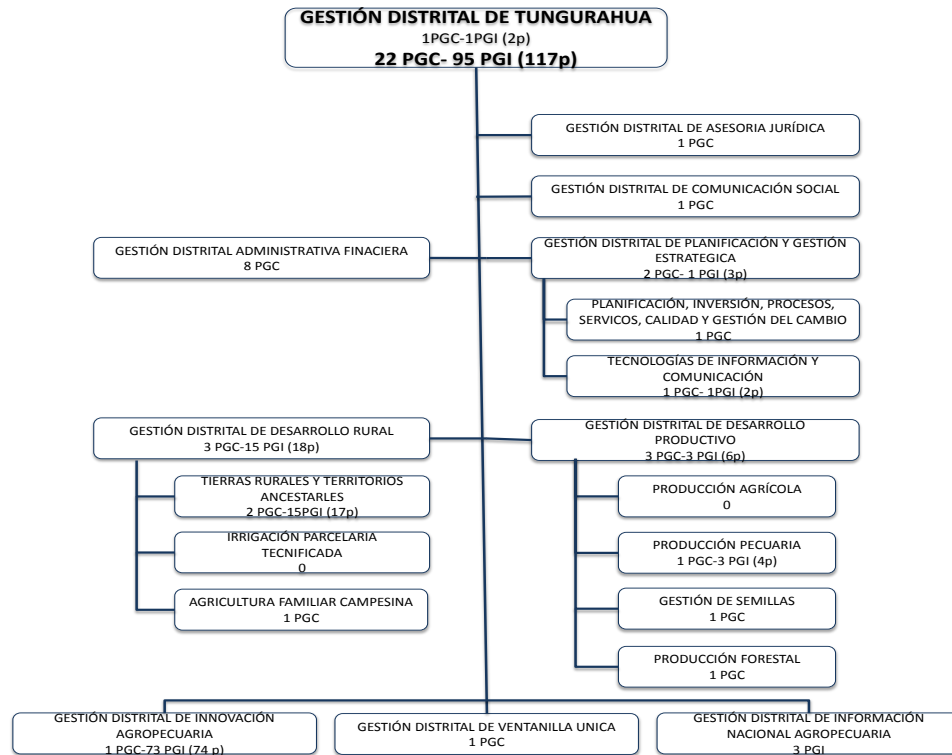 GESTIÓN DISTRITAL DE TUNGURAHUA
1PGC-1PGI (2p)
22 PGC- 95 PGI (117p)
GESTIÓN DISTRITAL DE ASESORIA JURÍDICA
1 PGC
GESTIÓN DISTRITAL DE COMUNICACIÓN SOCIAL
1 PGC
GESTIÓN DISTRITAL ADMINISTRATIVA FINACIERA
8 PGC
GESTIÓN DISTRITAL DE PLANIFICACIÓN Y GESTIÓN
ESTRATEGICA
2 PGC- 1 PGI (3p)
PLANIFICACIÓN, INVERSIÓN, PROCESOS,
SERVICOS, CALIDAD Y GESTIÓN DEL CAMBIO
1 PGC
TECNOLOGÍAS DE INFORMACIÓN Y
COMUNICACIÓN
1 PGC- 1PGI (2p)
GESTIÓN DISTRITAL DE DESARROLLO RURAL
3 PGC-15 PGI (18p)
TIERRAS RURALES Y TERRITORIOS
ANCESTARLES
2 PGC-15PGI (17p)
IRRIGACIÓN PARCELARIA
TECNIFICADA
0
AGRICULTURA FAMILIAR CAMPESINA
1 PGC
GESTIÓN DISTRITAL DE DESARROLLO
PRODUCTIVO
3 PGC-3 PGI (6p)
PRODUCCIÓN AGRÍCOLA
0
PRODUCCIÓN PECUARIA
1 PGC-3 PGI (4p)
GESTIÓN DE SEMILLAS
1 PGC
PRODUCCIÓN FORESTAL
1 PGC
GESTIÓN DISTRITAL DE INNOVACIÓN
AGROPECUARIA
1 PGC-73 PGI (74 p)
GESTIÓN DISTRITAL DE VENTANILLA UNICA
1 PGC
GESTIÓN DISTRITAL DE INFORMACIÓN
NACIONAL AGROPECUARIA
3 PGI